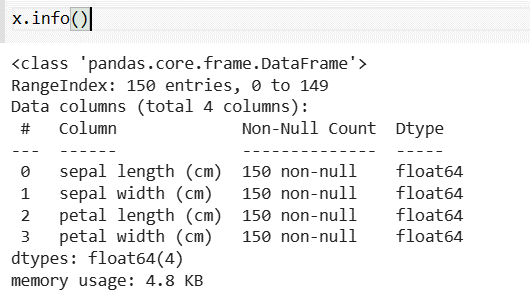 x.info()
<class 'pandas.core.frame.DataFrame'>
RangeIndex: 150 entries, 0 to 149
Data columns (total 4 columns):
 #   Column             Non-Null Count  Dtype
---  ------             --------------  -----
 0   sepal length (cm)  150 non-null    float64
 1   sepal width (cm)   150 non-null    float64
 2   petal length (cm)  150 non-null    float64
 3   petal width (cm)   150 non-null    float64
dtypes: float64(4)
memory usage: 4.8 KB